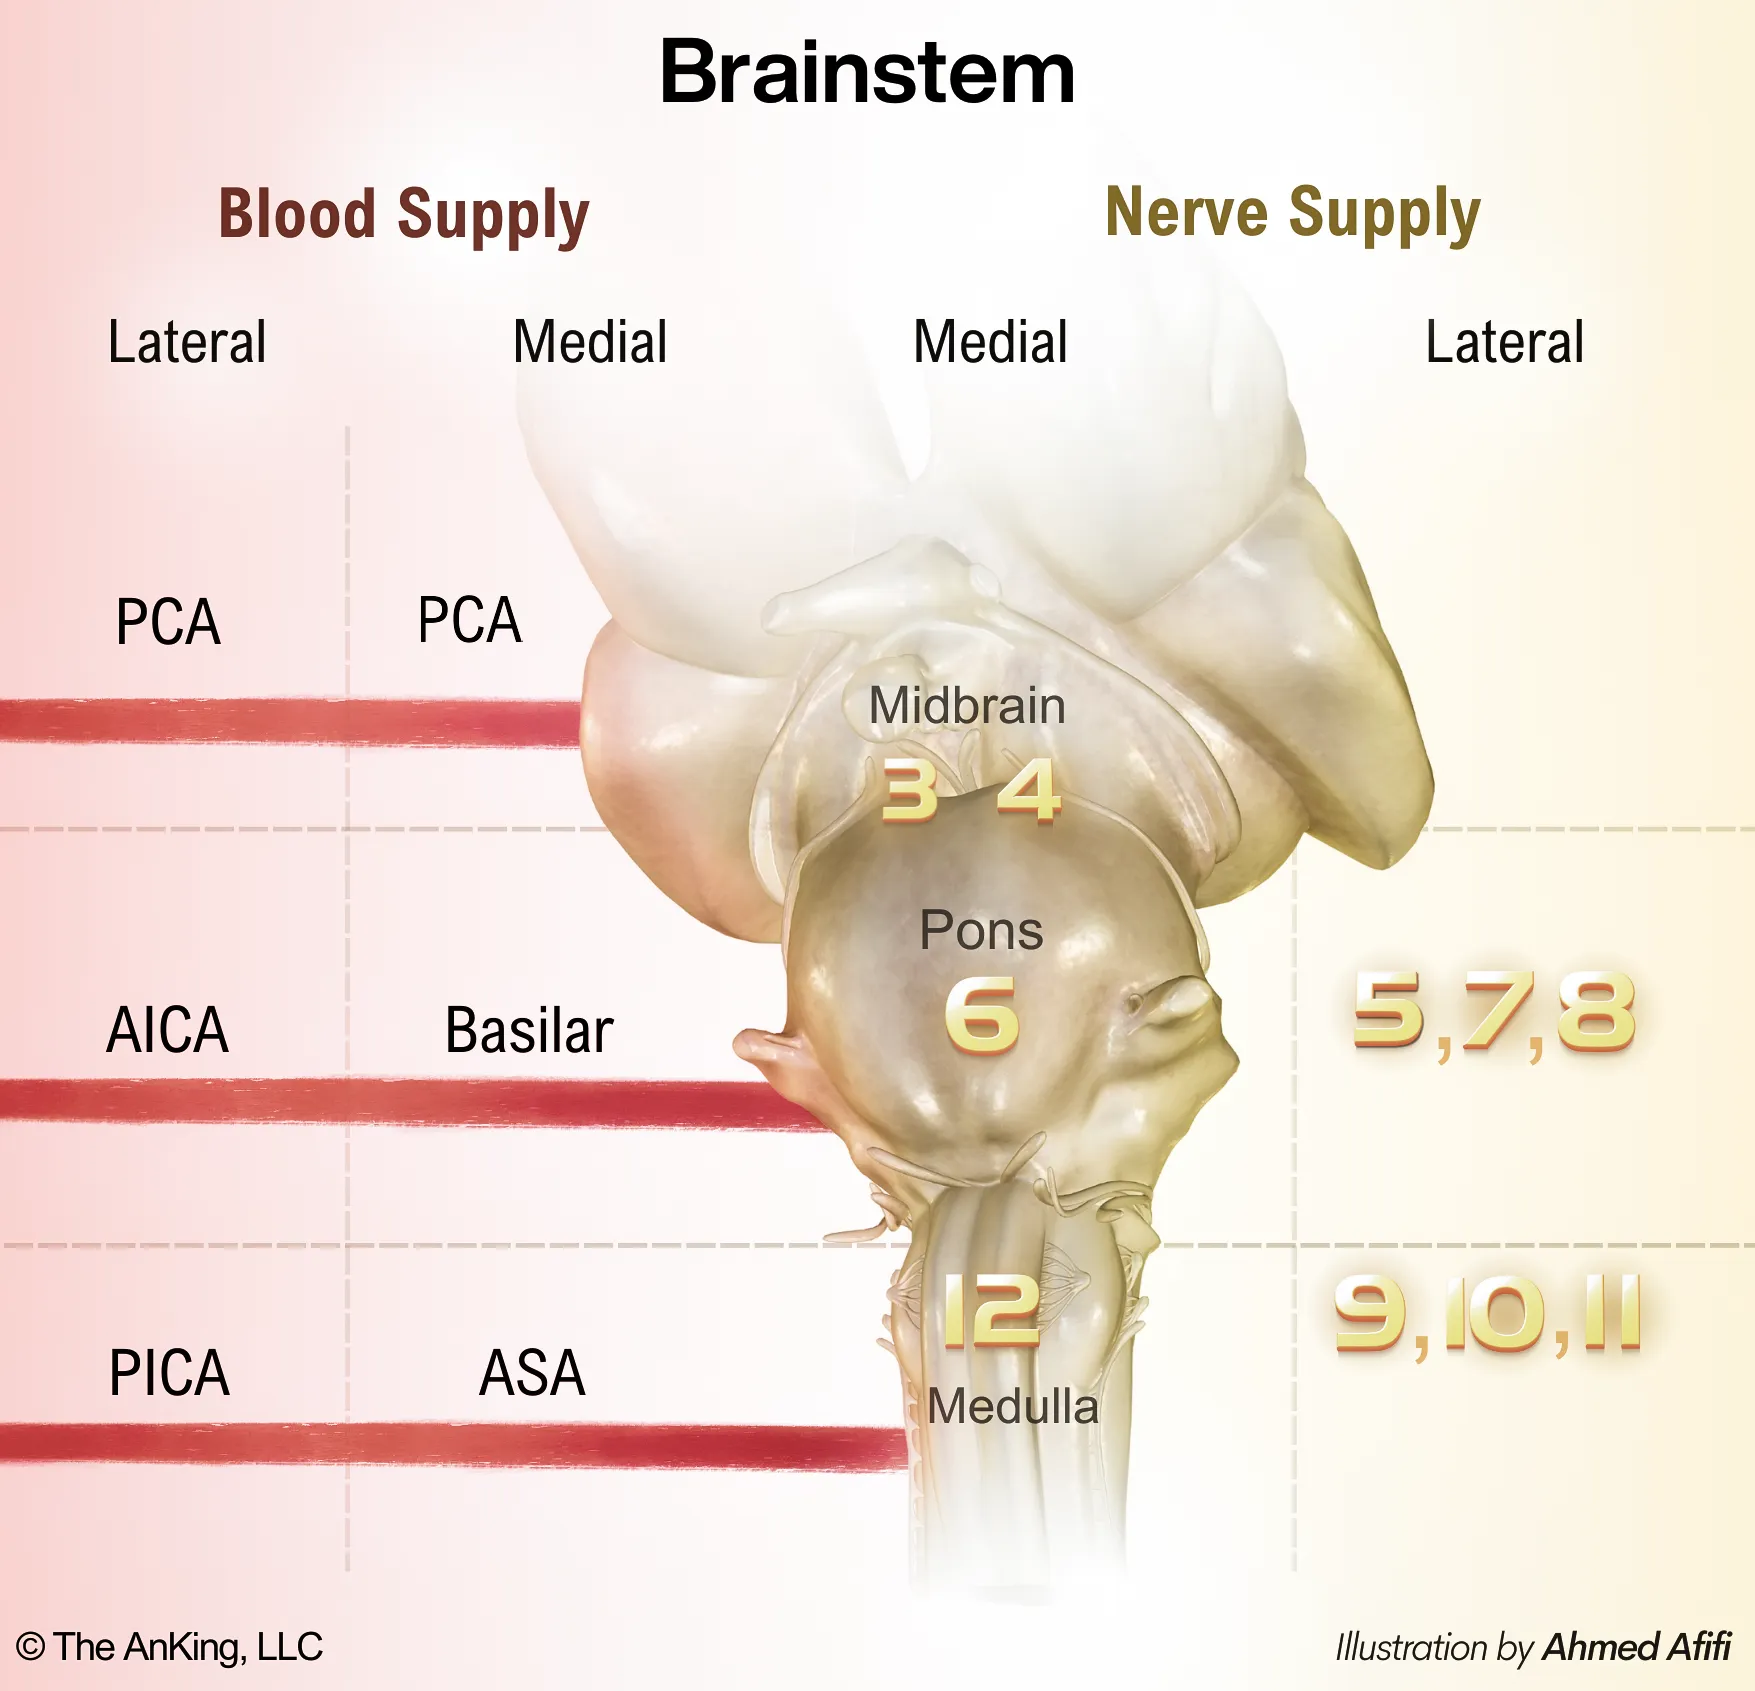 Brainstem
Blood Supply
Nerve Supply
Lateral
Medial
Medial
Lateral
PCA
PCA
Midbrain
3 4
AICA
Basilar
Pons
6
5,7,8
PICA
ASA
12
Medulla
9,10,11
© The AnKing, LLC
Illustration by Ahmed Afifi